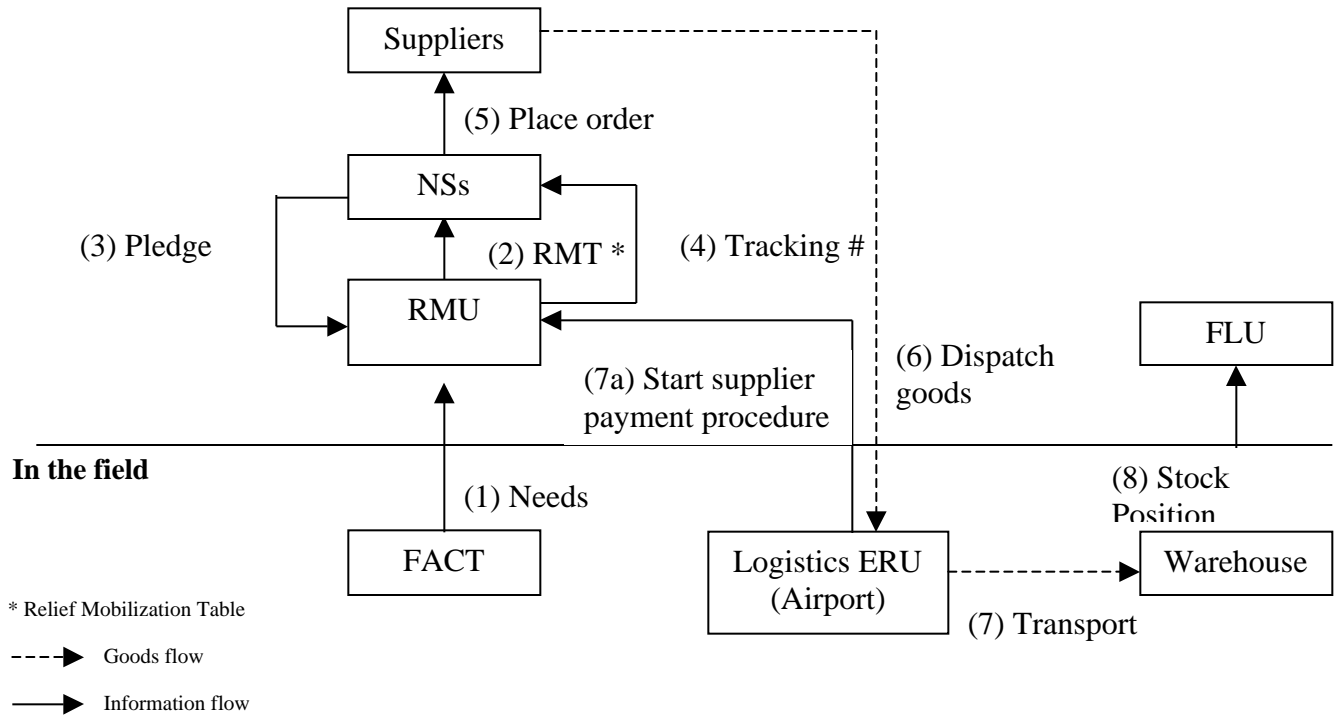 Suppliers
(5) Place order
NSs
(3) Pledge
(2) RMT *
(4) Tracking #
RMU
FLU
(6) Dispatch
goods
(7a) Start supplier
payment procedure
In the field
(1) Needs
(8) Stock
Position
FACT
Logistics ERU
(Airport)
Warehouse
(7) Transport
* Relief Mobilization Table
Goods flow
Information flow